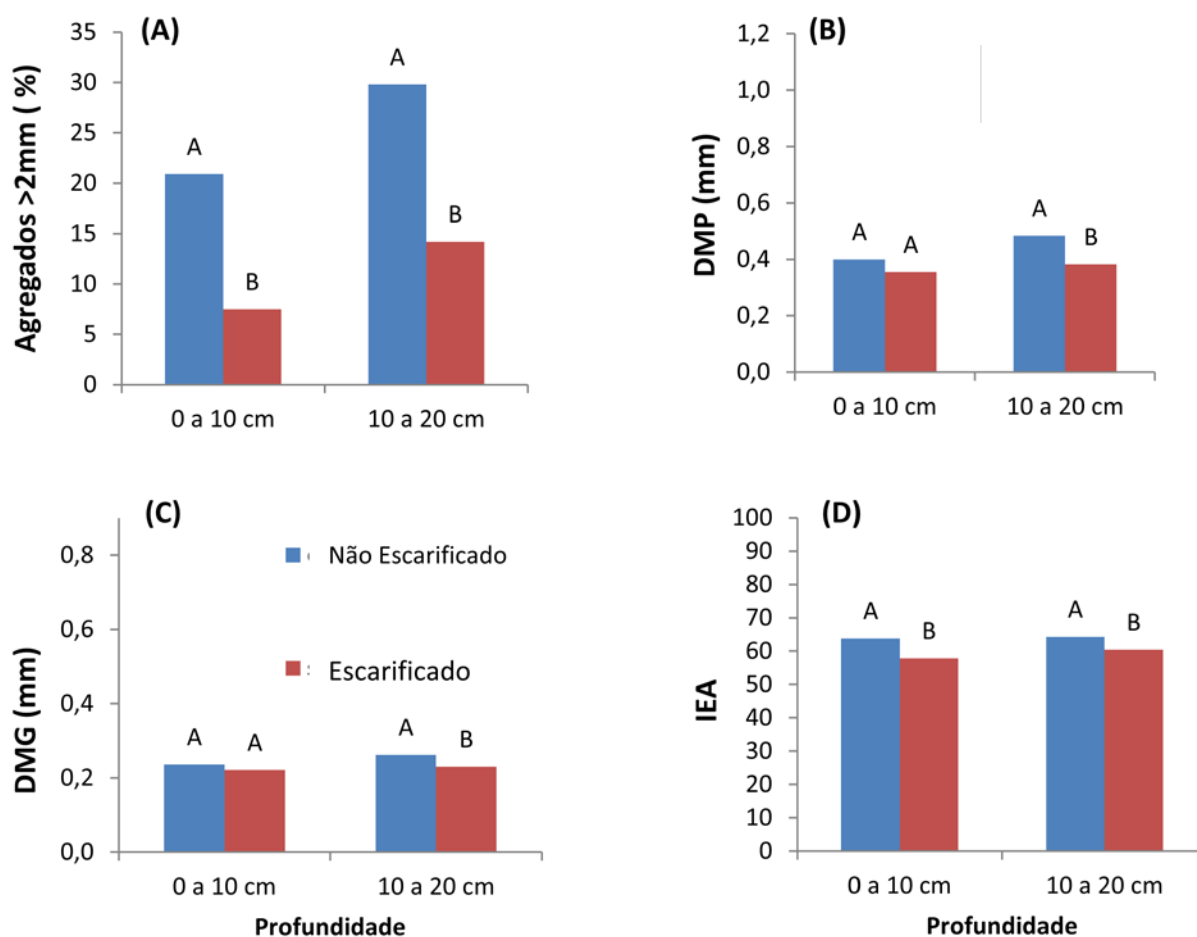 (A)
Agregados >2mm ( %)
35
30
25
20
15
10
5
0
A
B
A
B
0 a 10 cm
10 a 20 cm
(B)
DMP (mm)
1,2
1,0
0,8
0,6
0,4
0,2
0,0
A
A
A
B
0 a 10 cm
10 a 20 cm
(C)
DMG (mm)
0,8
0,6
0,4
0,2
0,0
Não Escarificado
Escarificado
A
A
A
B
0 a 10 cm
10 a 20 cm
Profundidade
(D)
IEA
100
90
80
70
60
50
40
30
20
10
0
A
B
A
B
0 a 10 cm
10 a 20 cm
Profundidade